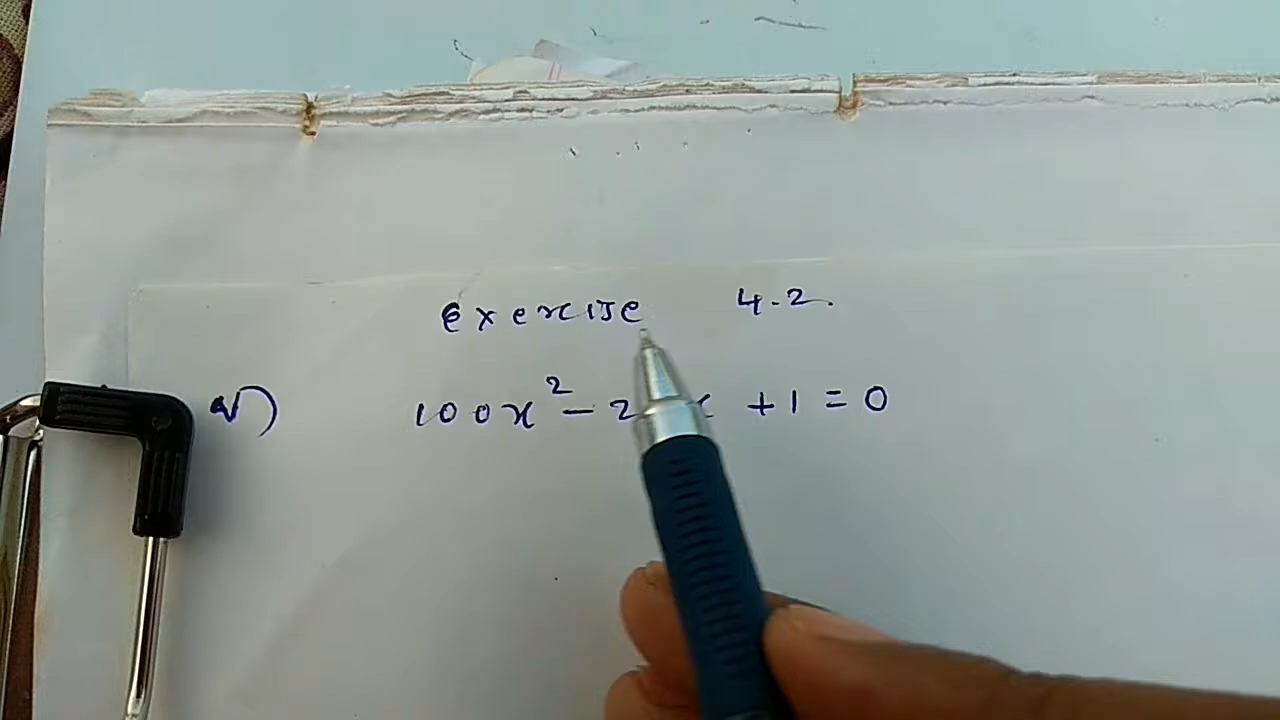 exercise 4.2.
v) 100x² - 2 x + 1 = 0